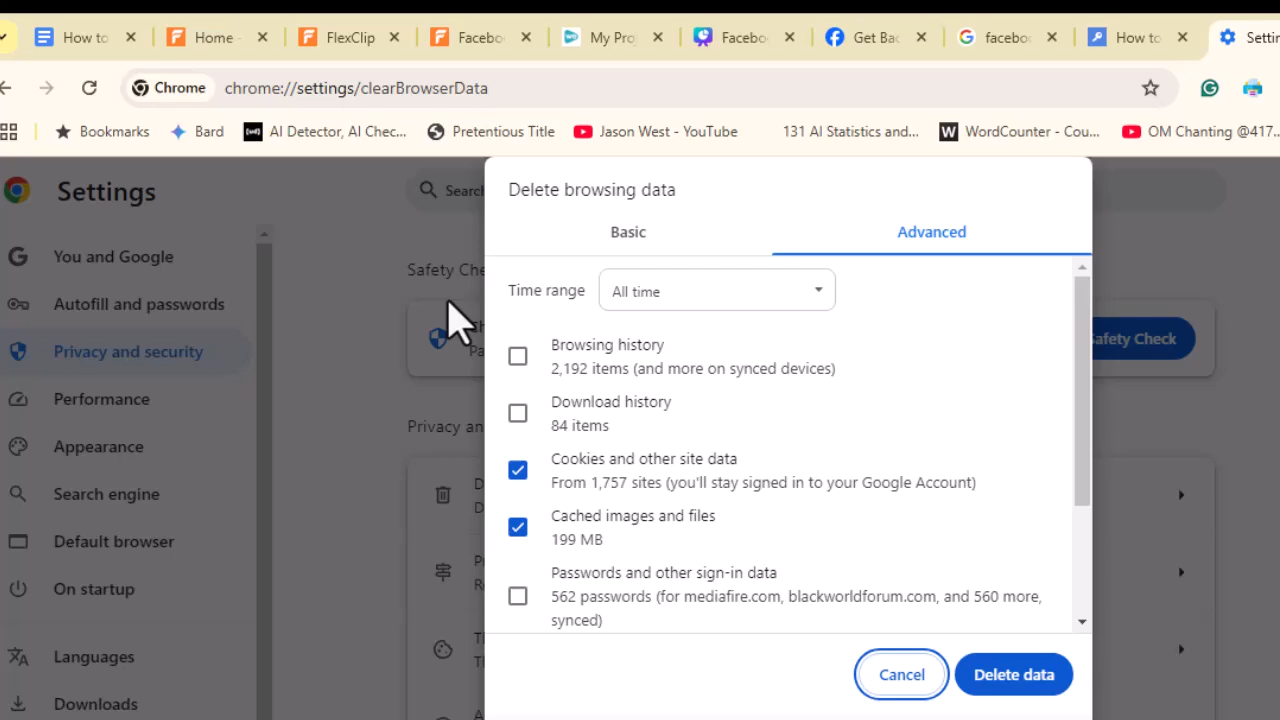 How to
Home -
FlexClip
Facebo
My Pro
Facebo
Get Bac
facebo
How to
Setti
Chrome
chrome://settings/clearBrowserData
Bookmarks
Bard
AI Detector, AI Chec...
Pretentious Title
Jason West - YouTube
131 AI Statistics and...
WordCounter - Cou...
OM Chanting @417...
Settings
Search
You and Google
Autofill and passwords
Privacy and security
Performance
Appearance
Search engine
Default browser
On startup
Languages
Downloads
Safety Che
Safety Check
Privacy an
Delete browsing data
Basic
Advanced
Time range
All time
Browsing history
2,192 items (and more on synced devices)
Download history
84 items
Cookies and other site data
From 1,757 sites (you'll stay signed in to your Google Account)
Cached images and files
199 MB
Passwords and other sign-in data
562 passwords (for mediafire.com, blackworldforum.com, and 560 more,
synced)
Cancel
Delete data